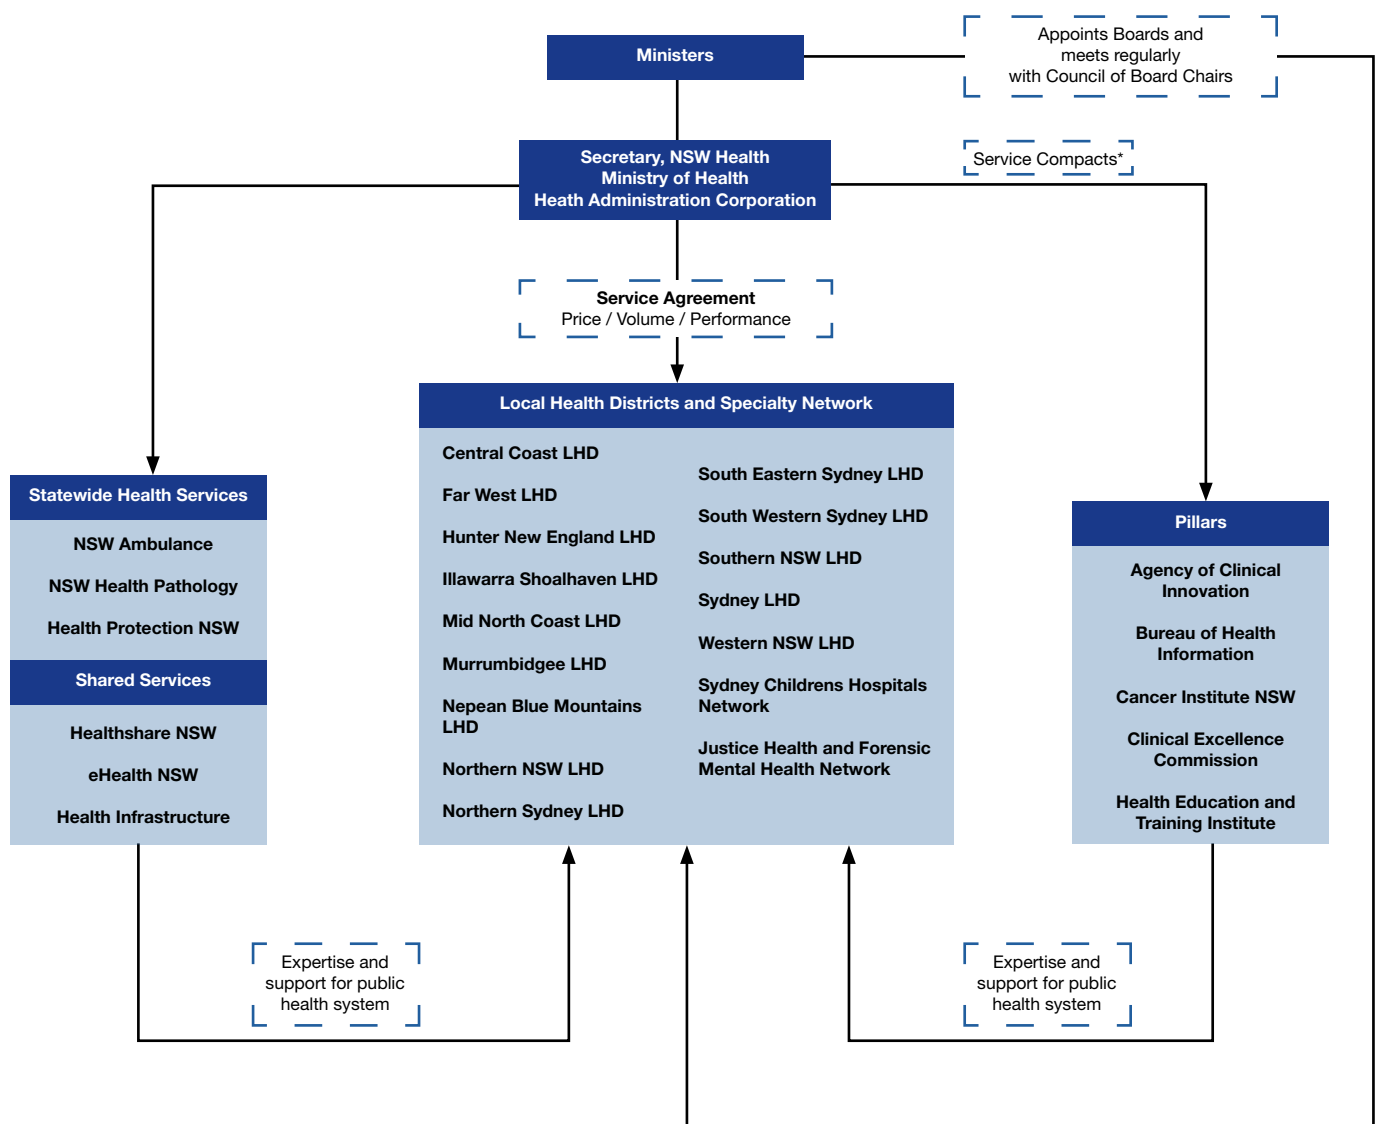 Ministers
Appoints Boards and
meets regularly
with Council of Board Chairs
Secretary, NSW Health
Ministry of Health
Heath Administration Corporation
Service Compacts*
Service Agreement
Price / Volume / Performance
Local Health Districts and Specialty Network
Central Coast LHD
Far West LHD
Hunter New England LHD
Illawarra Shoalhaven LHD
Mid North Coast LHD
Murrumbidgee LHD
Nepean Blue Mountains
LHD
Northern NSW LHD
Northern Sydney LHD
South Eastern Sydney LHD
South Western Sydney LHD
Southern NSW LHD
Sydney LHD
Western NSW LHD
Sydney Childrens Hospitals
Network
Justice Health and Forensic
Mental Health Network
Statewide Health Services
NSW Ambulance
NSW Health Pathology
Health Protection NSW
Shared Services
Healthshare NSW
eHealth NSW
Health Infrastructure
Pillars
Agency of Clinical
Innovation
Bureau of Health
Information
Cancer Institute NSW
Clinical Excellence
Commission
Health Education and
Training Institute
Expertise and
support for public
health system
Expertise and
support for public
health system